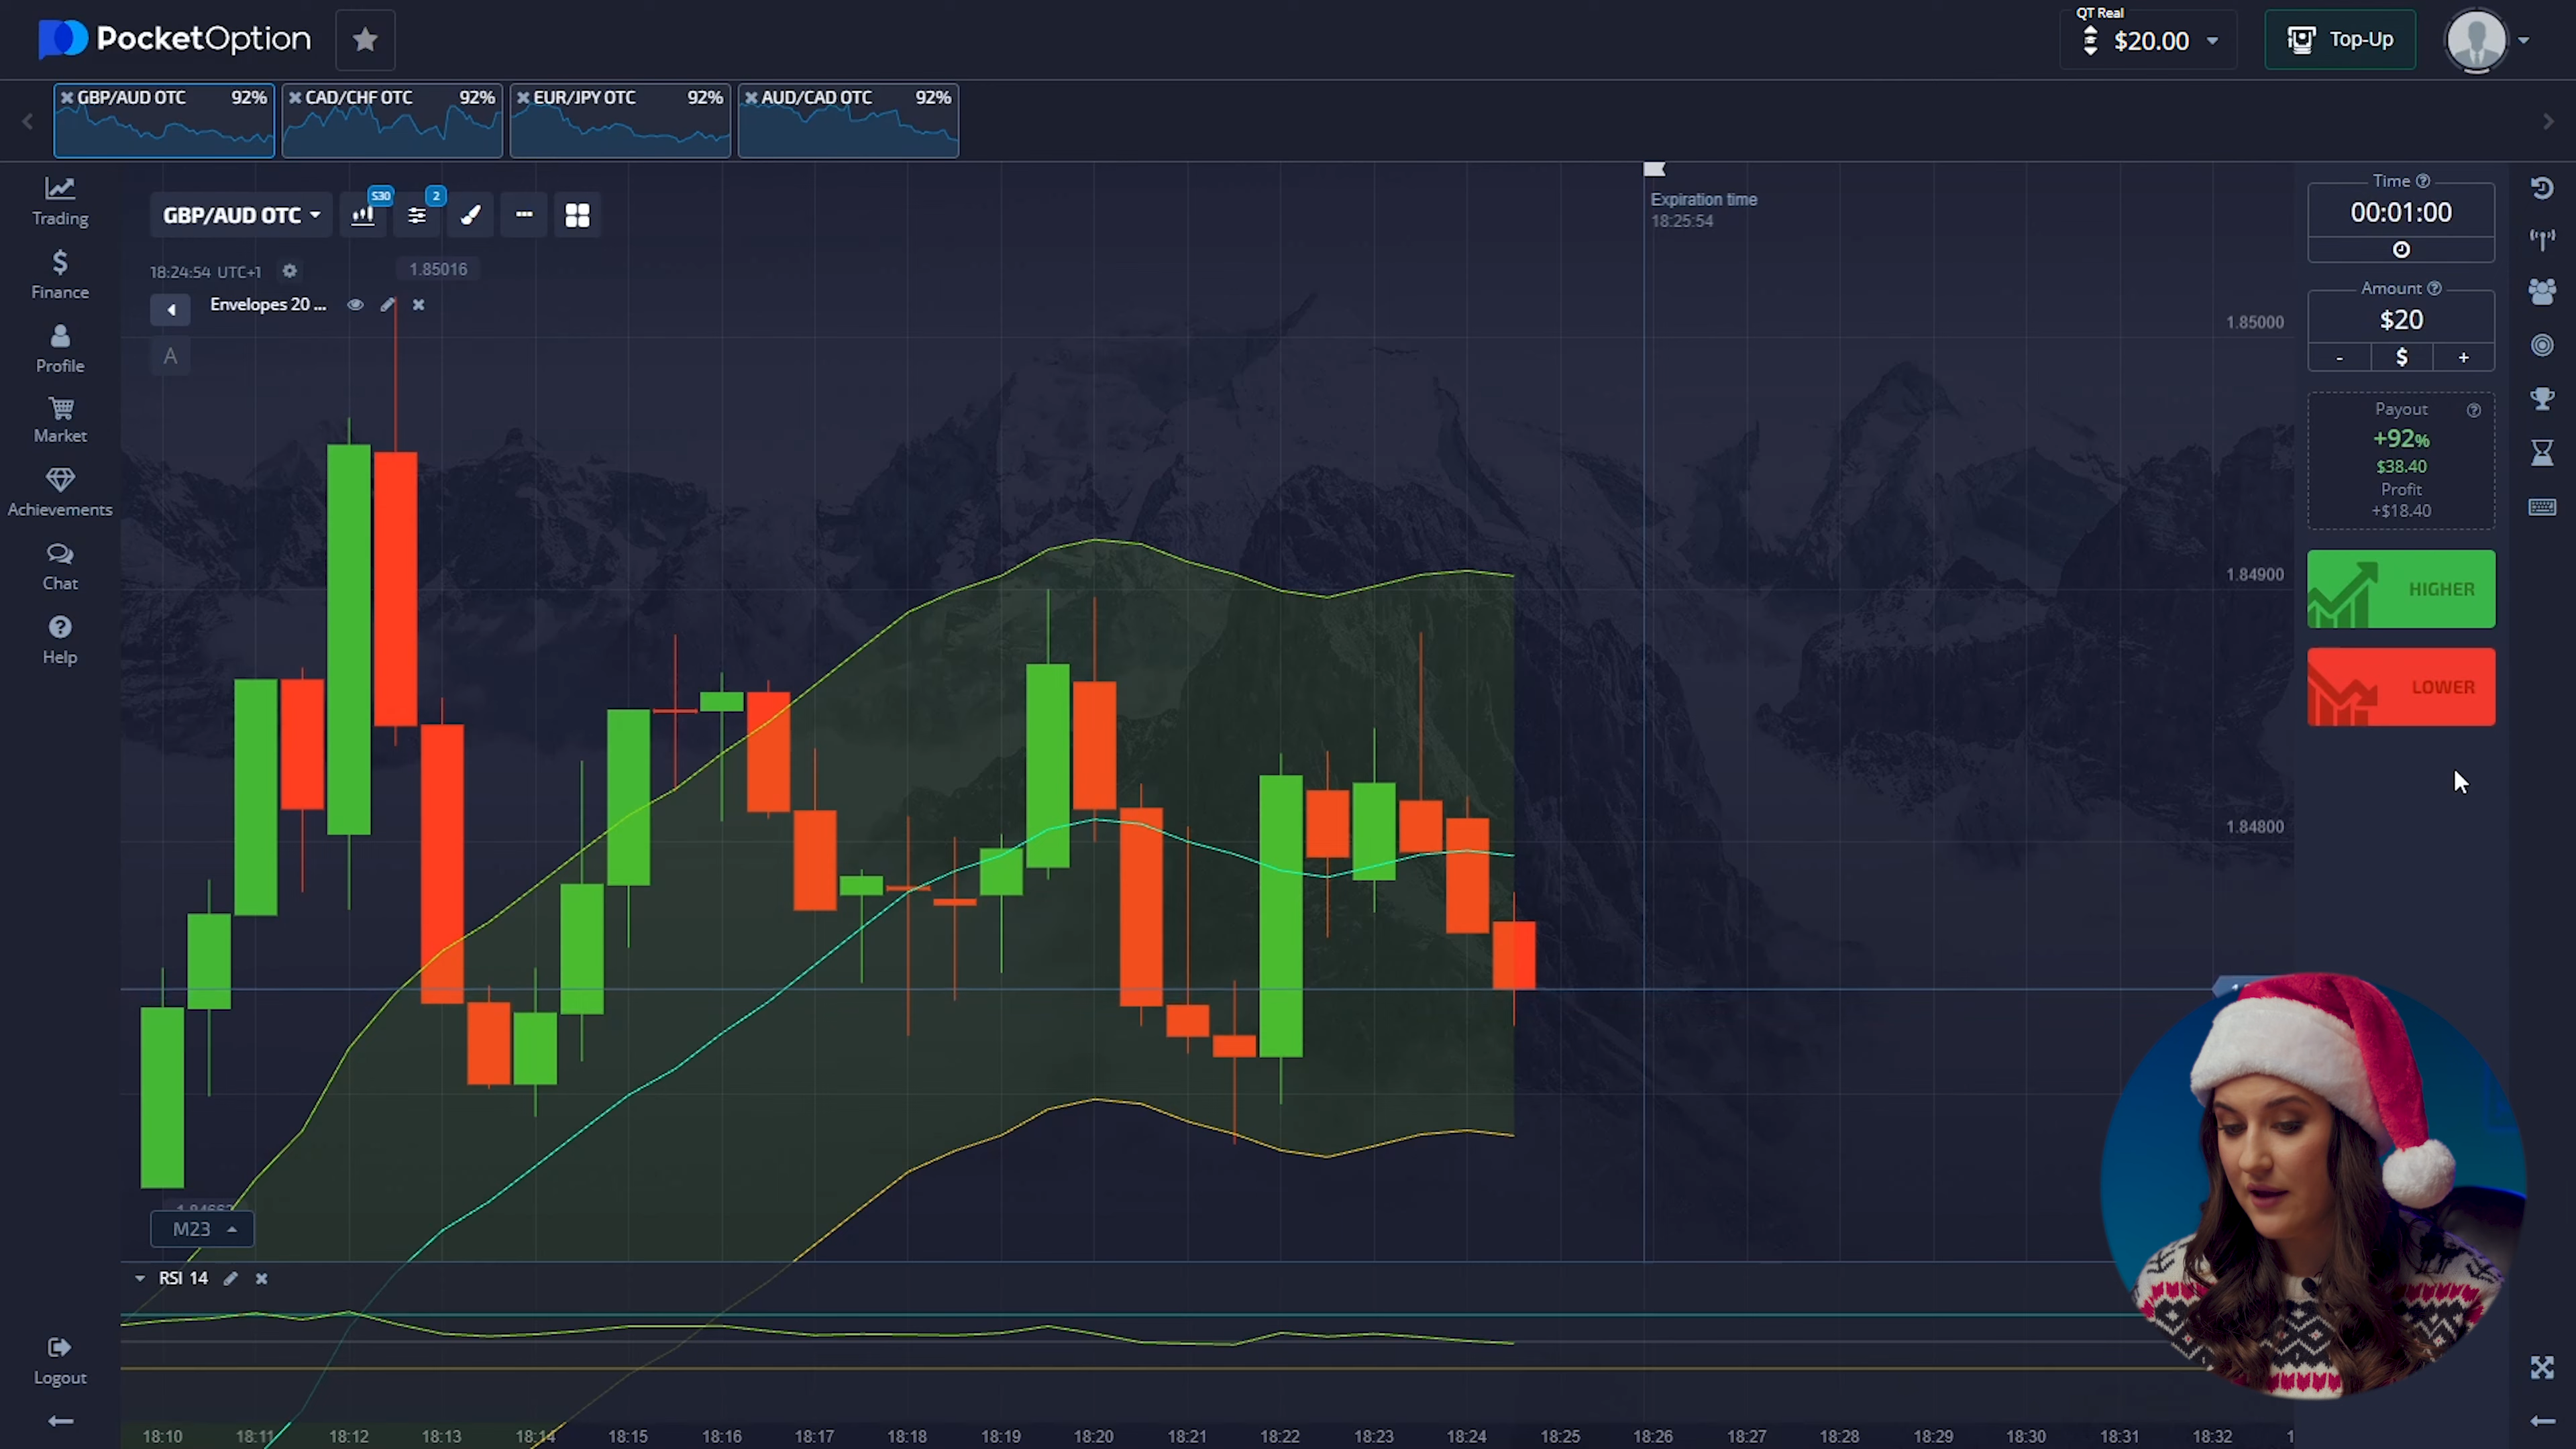 PocketOption
QT Real
$20.00
Top-Up
GBP/AUD OTC 92%
CAD/CHF OTC 92%
EUR/JPY OTC 92%
AUD/CAD OTC 92%
Trading
Finance
Profile
Market
Achievements
Chat
Help
Logout
GBP/AUD OTC
S30
2
18:24:54 UTC+1
1.85016
Envelopes 20 ...
A
Expiration time
18:25:54
1.85000
1.84900
1.84800
M23
RSI 14
18:10 18:11 18:12 18:13 18:14 18:15 18:16 18:17 18:18 18:19 18:20 18:21 18:22 18:23 18:24 18:25 18:26 18:27 18:28 18:29 18:30 18:31 18:32
Time
00:01:00
Amount
$20
- $ +
Payout
+92%
$38.40
Profit
+$18.40
HIGHER
LOWER